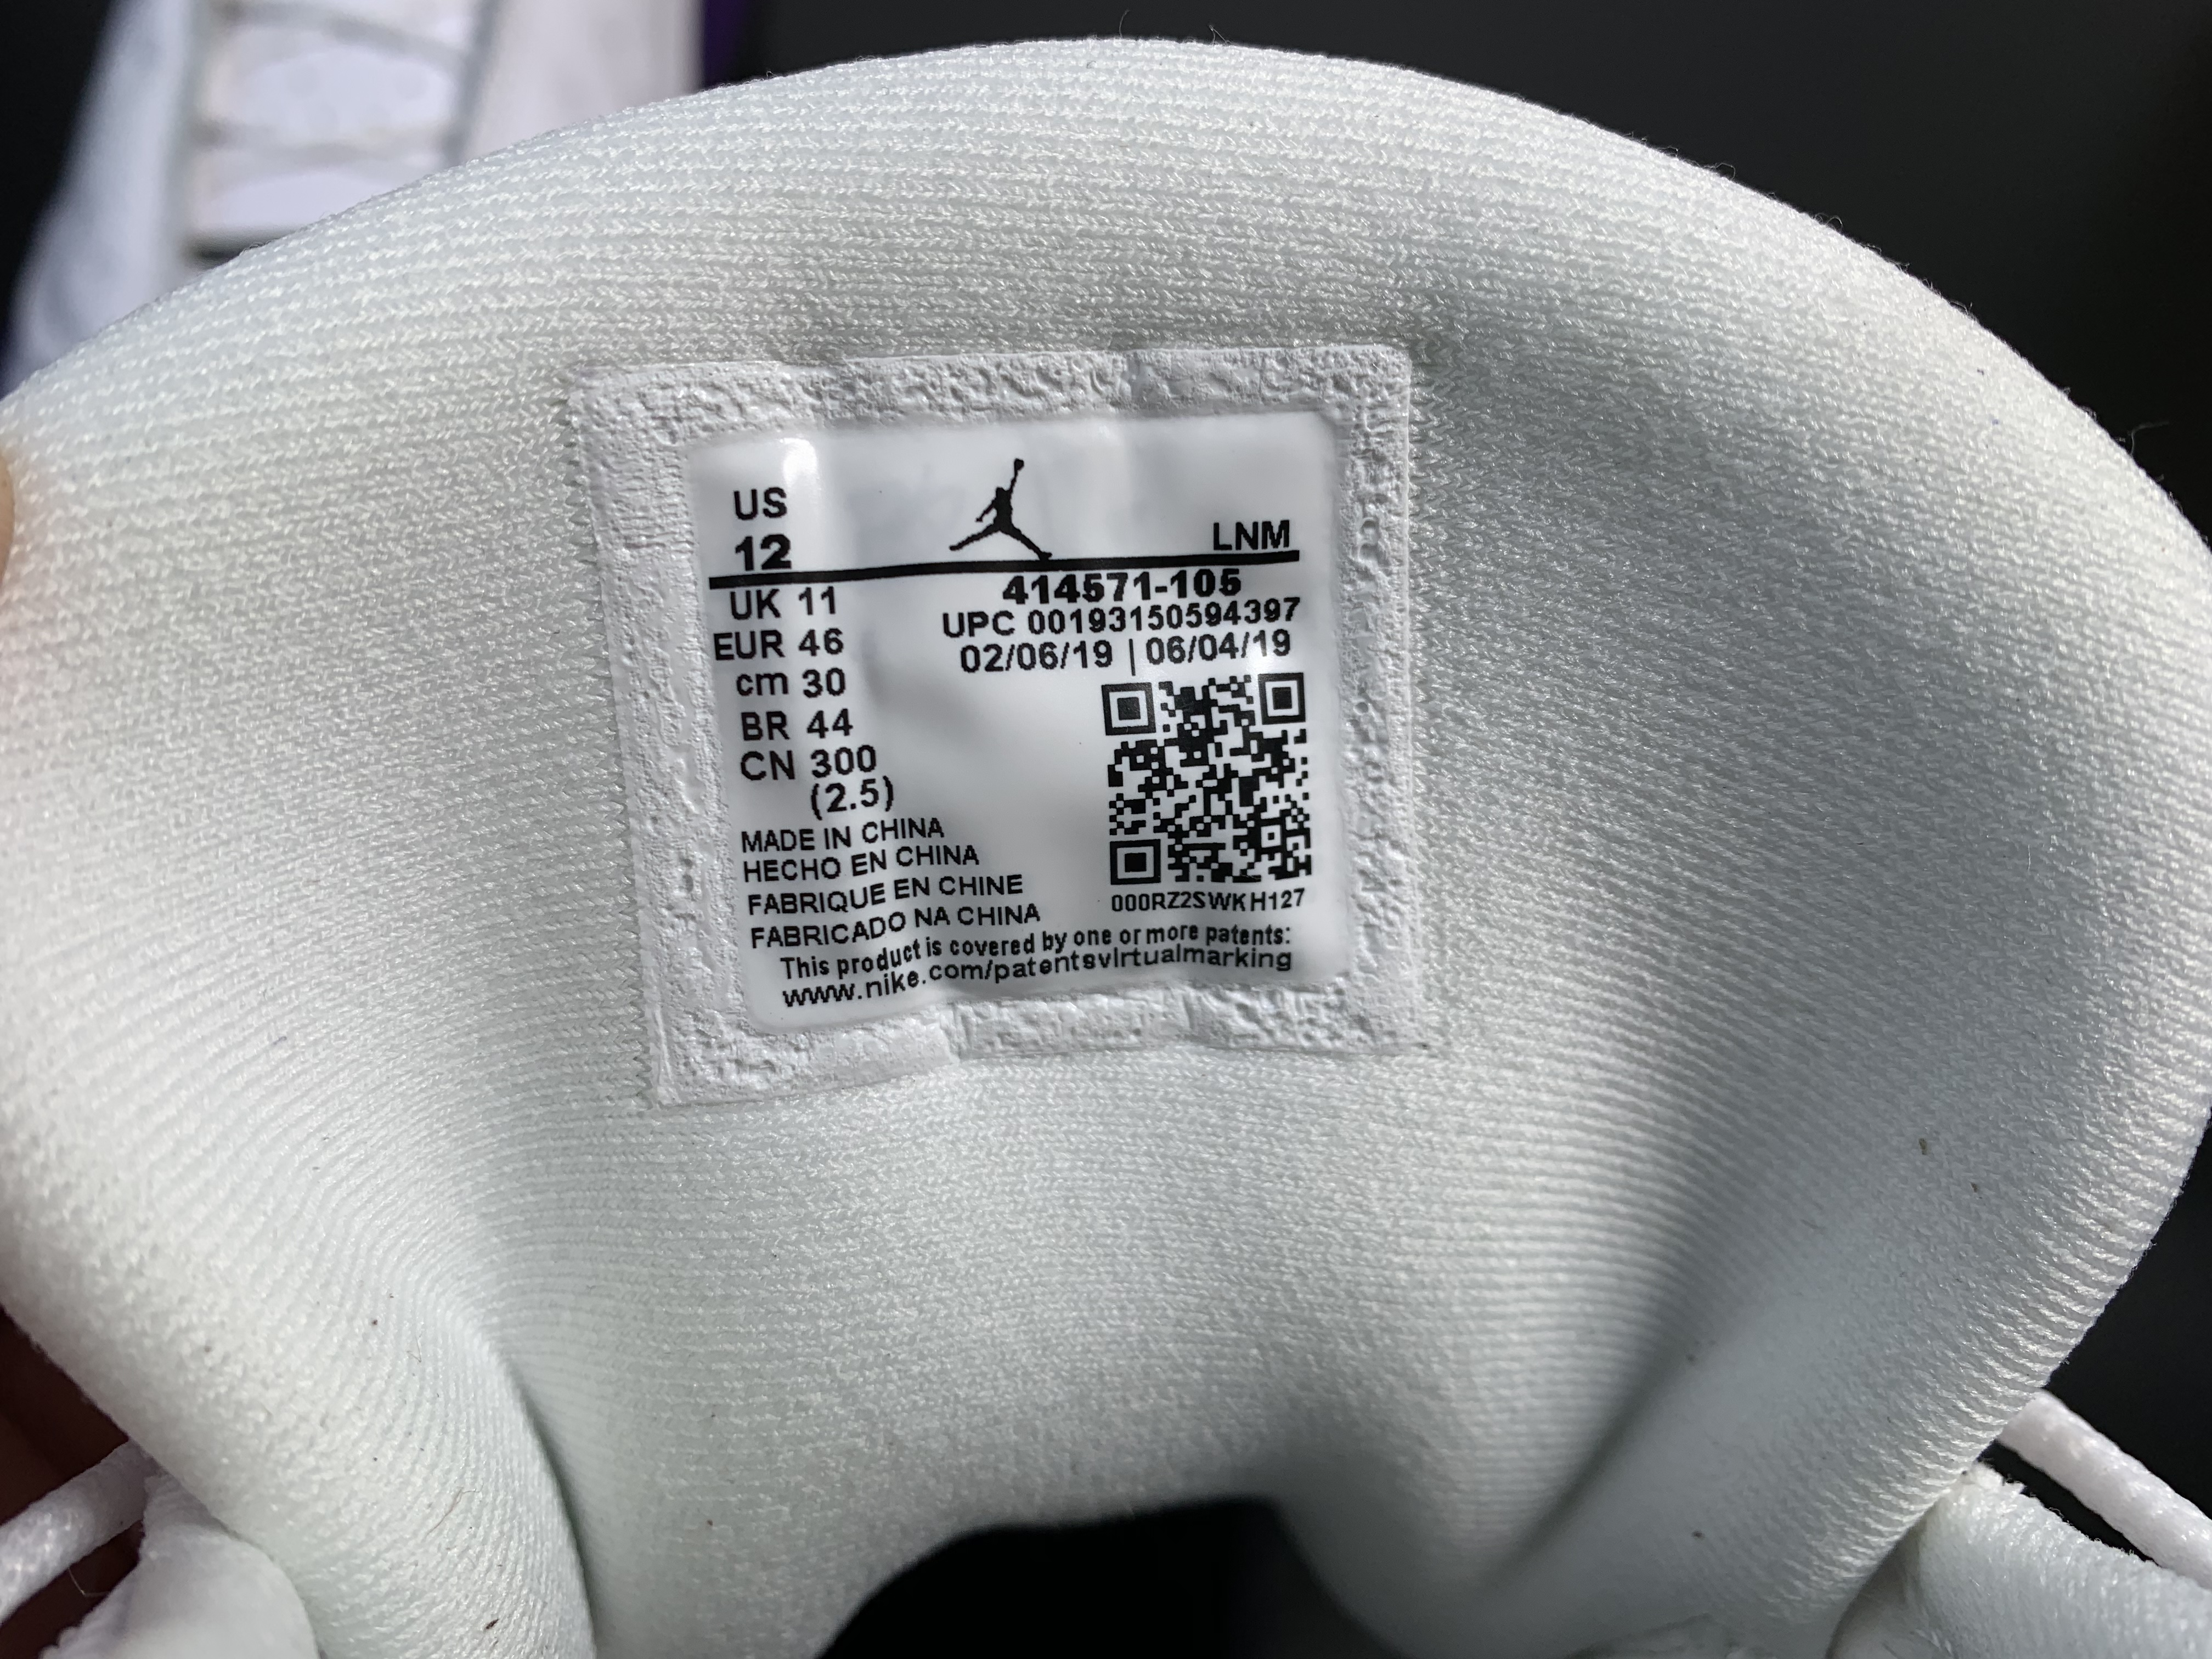 US
12
LNM
UK 11
414571-105
EUR 46
UPC 00193150594397
cm 30
02/06/19 | 06/04/19
BR 44
CN 300
(2.5)
MADE IN CHINA
HECHO EN CHINA
FABRIQUE EN CHINE
FABRICADO NA CHINA
000RZ2SWKH127
This product is covered by one or more patents:
www.nike.com/patentsvirtualmarking